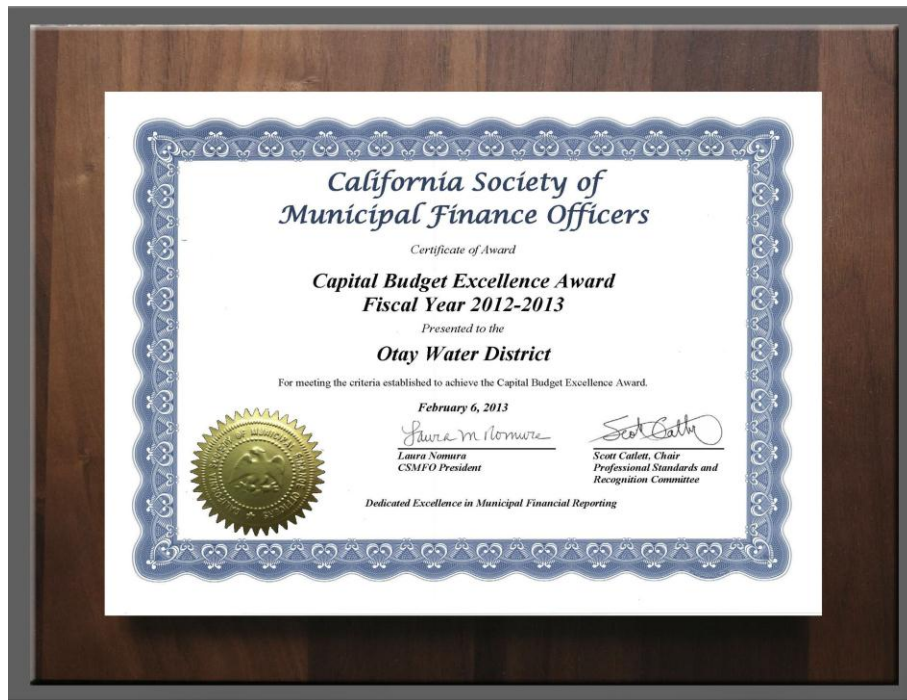 California Society of
Municipal Finance Officers
Certificate of Award
Capital Budget Excellence Award
Fiscal Year 2012-2013
Presented to the
Otay Water District
For meeting the criteria established to achieve the Capital Budget Excellence Award.
February 6, 2013
Laura M Nomura
Laura Nomura
CSMFO President
Scott Catlett, Chair
Professional Standards and
Recognition Committee
Dedicated Excellence in Municipal Financial Reporting